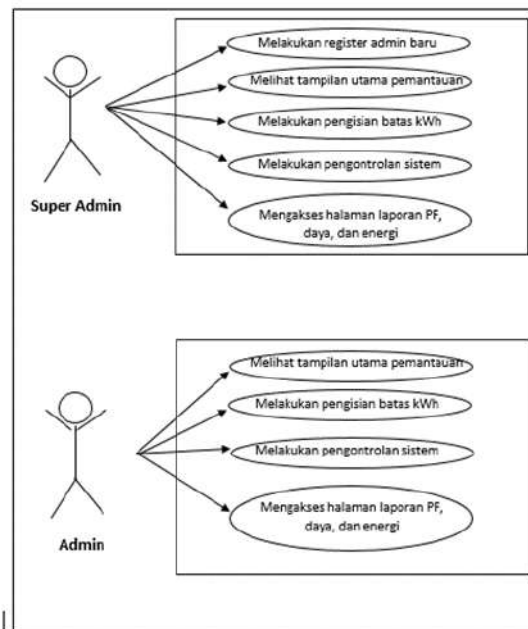 Melakukan register admin baru
Melihat tampilan utama pemantauan
Melakukan pengisian batas kWh
Melakukan pengontrolan sistem
Super Admin
Mengakses halaman laporan PF,
daya, dan energi
Melihat tampilan utama pemantauan
Melakukan pengisian batas kWh
Melakukan pengontrolan sistem
Mengakses halaman laporan PF,
daya, dan energi
Admin